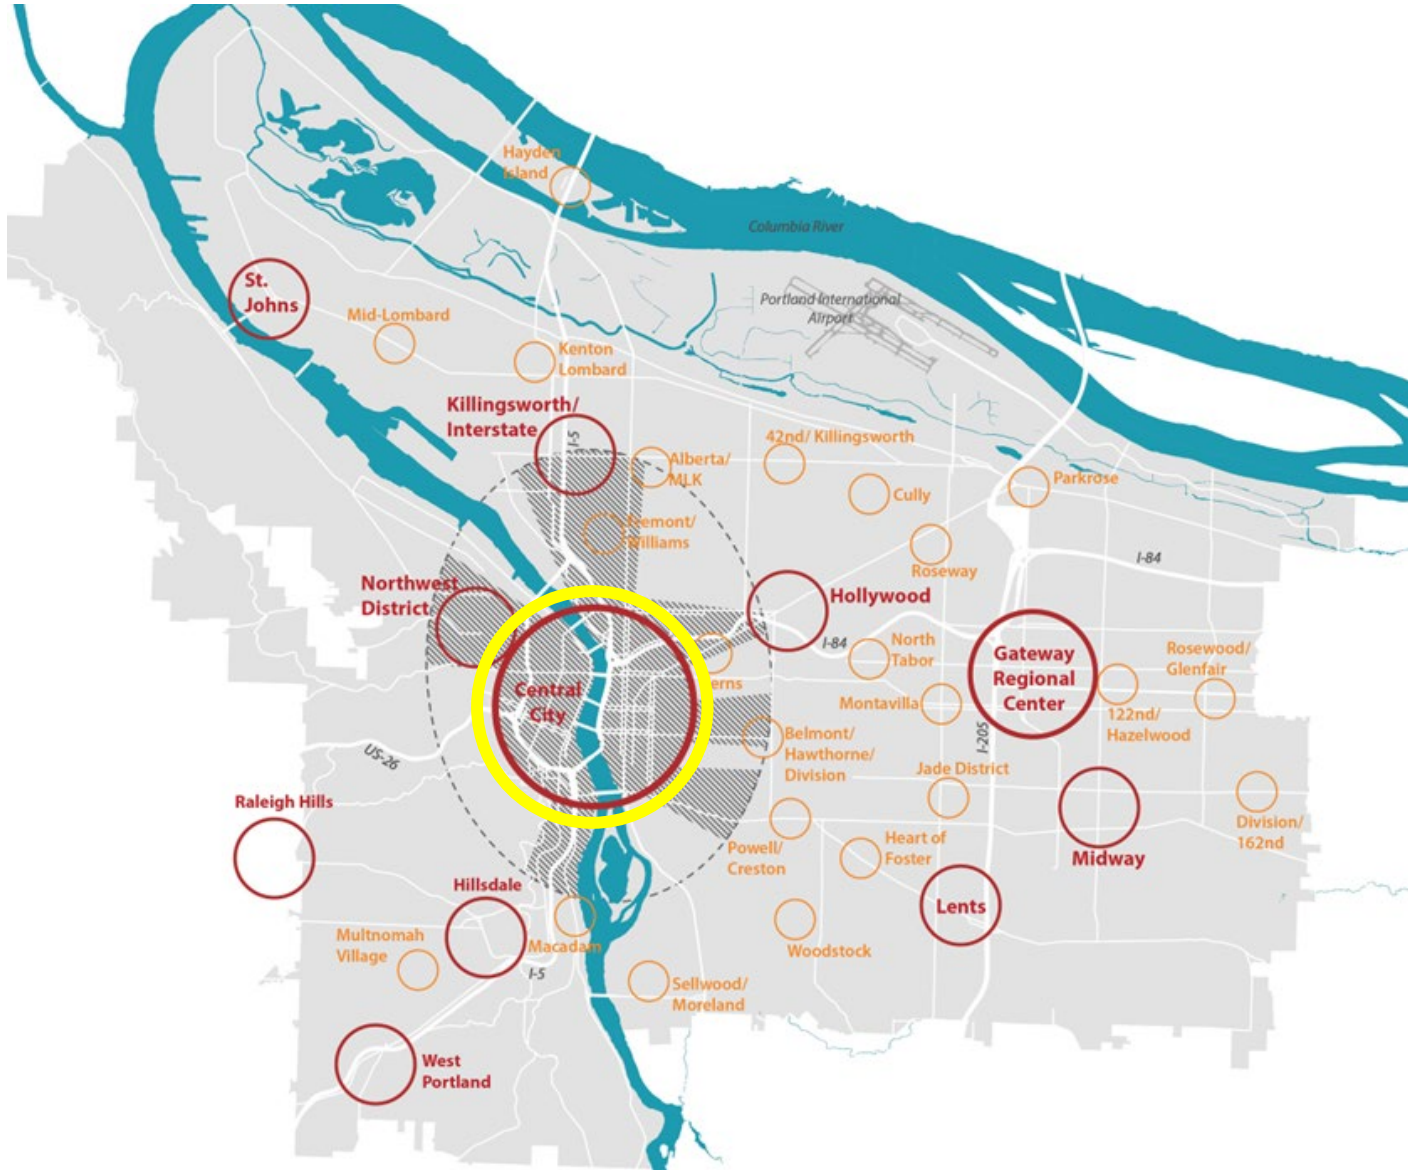 Hayden
Island
Columbia River
St.
Johns
Portland International
Airport
Mid-Lombard
Kenton
Lombard
Killingsworth/
Interstate
I-5
42nd/ Killingsworth
Alberta/
MLK
Parkrose
Cully
Fremont/
Williams
Roseway
I-84
Northwest
District
Hollywood
I-84
North
Tabor
Gateway
Regional
Center
Rosewood/
Glenfair
Central
City
Montavilla
122nd/
Hazelwood
US-26
Belmont/
Hawthorne/
Division
I-205
Jade District
Raleigh Hills
Division/
162nd
Powell/
Creston
Heart of
Foster
Midway
Hillsdale
Lents
Multnomah
Village
Macadam
Woodstock
I-5
Sellwood/
Moreland
West
Portland